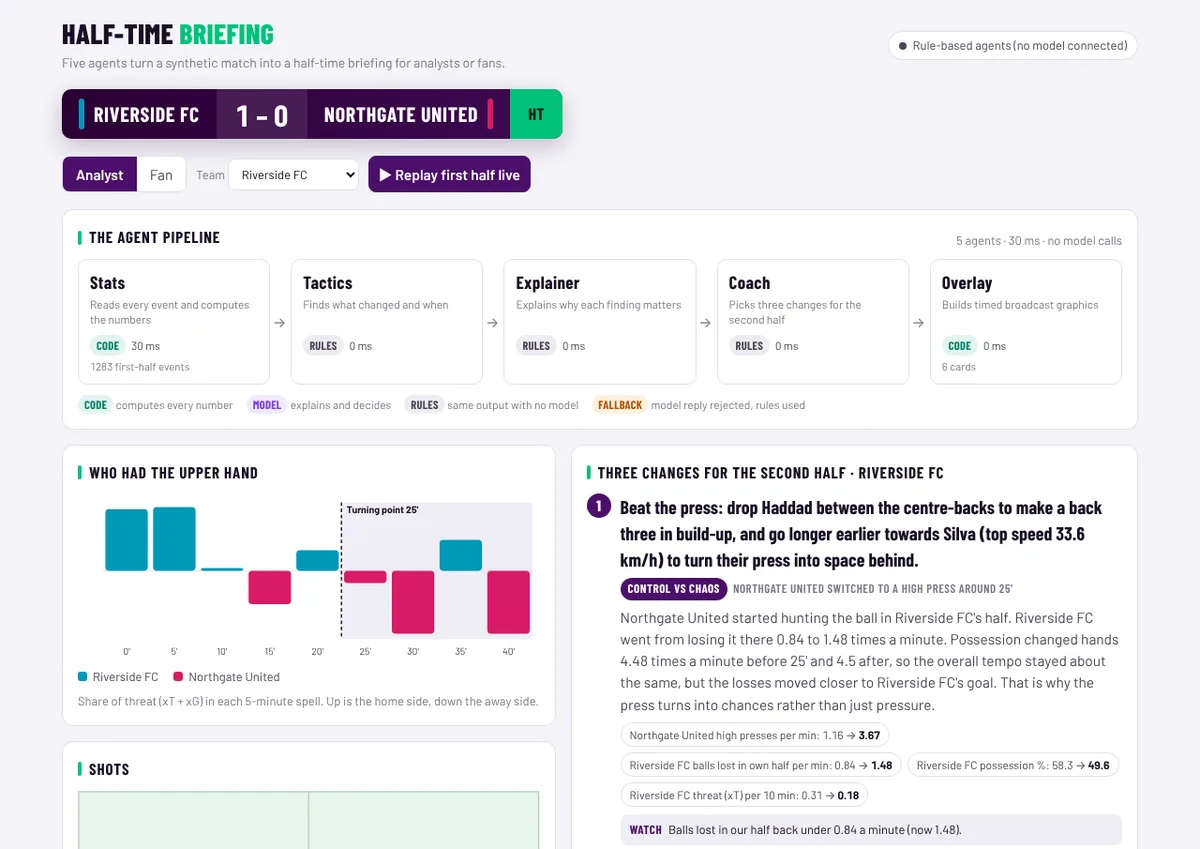 HALF-TIME BRIEFING
Five agents turn a synthetic match into a half-time briefing for analysts or fans.
Rule-based agents (no model connected)
RIVERSIDE FC 1 – 0 NORTHGATE UNITED HT
Analyst Fan Team Riverside FC ▶ Replay first half live
THE AGENT PIPELINE
5 agents · 30 ms · no model calls
Stats
Reads every event and computes
the numbers
CODE 30 ms
1283 first-half events
→
Tactics
Finds what changed and when
RULES 0 ms
→
Explainer
Explains why each finding matters
RULES 0 ms
→
Coach
Picks three changes for the
second half
RULES 0 ms
→
Overlay
Builds timed broadcast graphics
CODE 0 ms
6 cards
CODE computes every number MODEL explains and decides RULES same output with no model FALLBACK model reply rejected, rules used
WHO HAD THE UPPER HAND
Turning point 25'
0' 5' 10' 15' 20' 25' 30' 35' 40'
Riverside FC Northgate United
Share of threat (xT + xG) in each 5-minute spell. Up is the home side, down the away side.
SHOTS
THREE CHANGES FOR THE SECOND HALF · RIVERSIDE FC
1 Beat the press: drop Haddad between the centre-backs to make a back
three in build-up, and go longer earlier towards Silva (top speed 33.6
km/h) to turn their press into space behind.
CONTROL VS CHAOS NORTHGATE UNITED SWITCHED TO A HIGH PRESS AROUND 25'
Northgate United started hunting the ball in Riverside FC's half. Riverside FC
went from losing it there 0.84 to 1.48 times a minute. Possession changed hands
4.48 times a minute before 25' and 4.5 after, so the overall tempo stayed about
the same, but the losses moved closer to Riverside FC's goal. That is why the
press turns into chances rather than just pressure.
Northgate United high presses per min: 1.16 → 3.67
Riverside FC balls lost in own half per min: 0.84 → 1.48 Riverside FC possession %: 58.3 → 49.6
Riverside FC threat (xT) per 10 min: 0.31 → 0.18
WATCH Balls lost in our half back under 0.84 a minute (now 1.48).